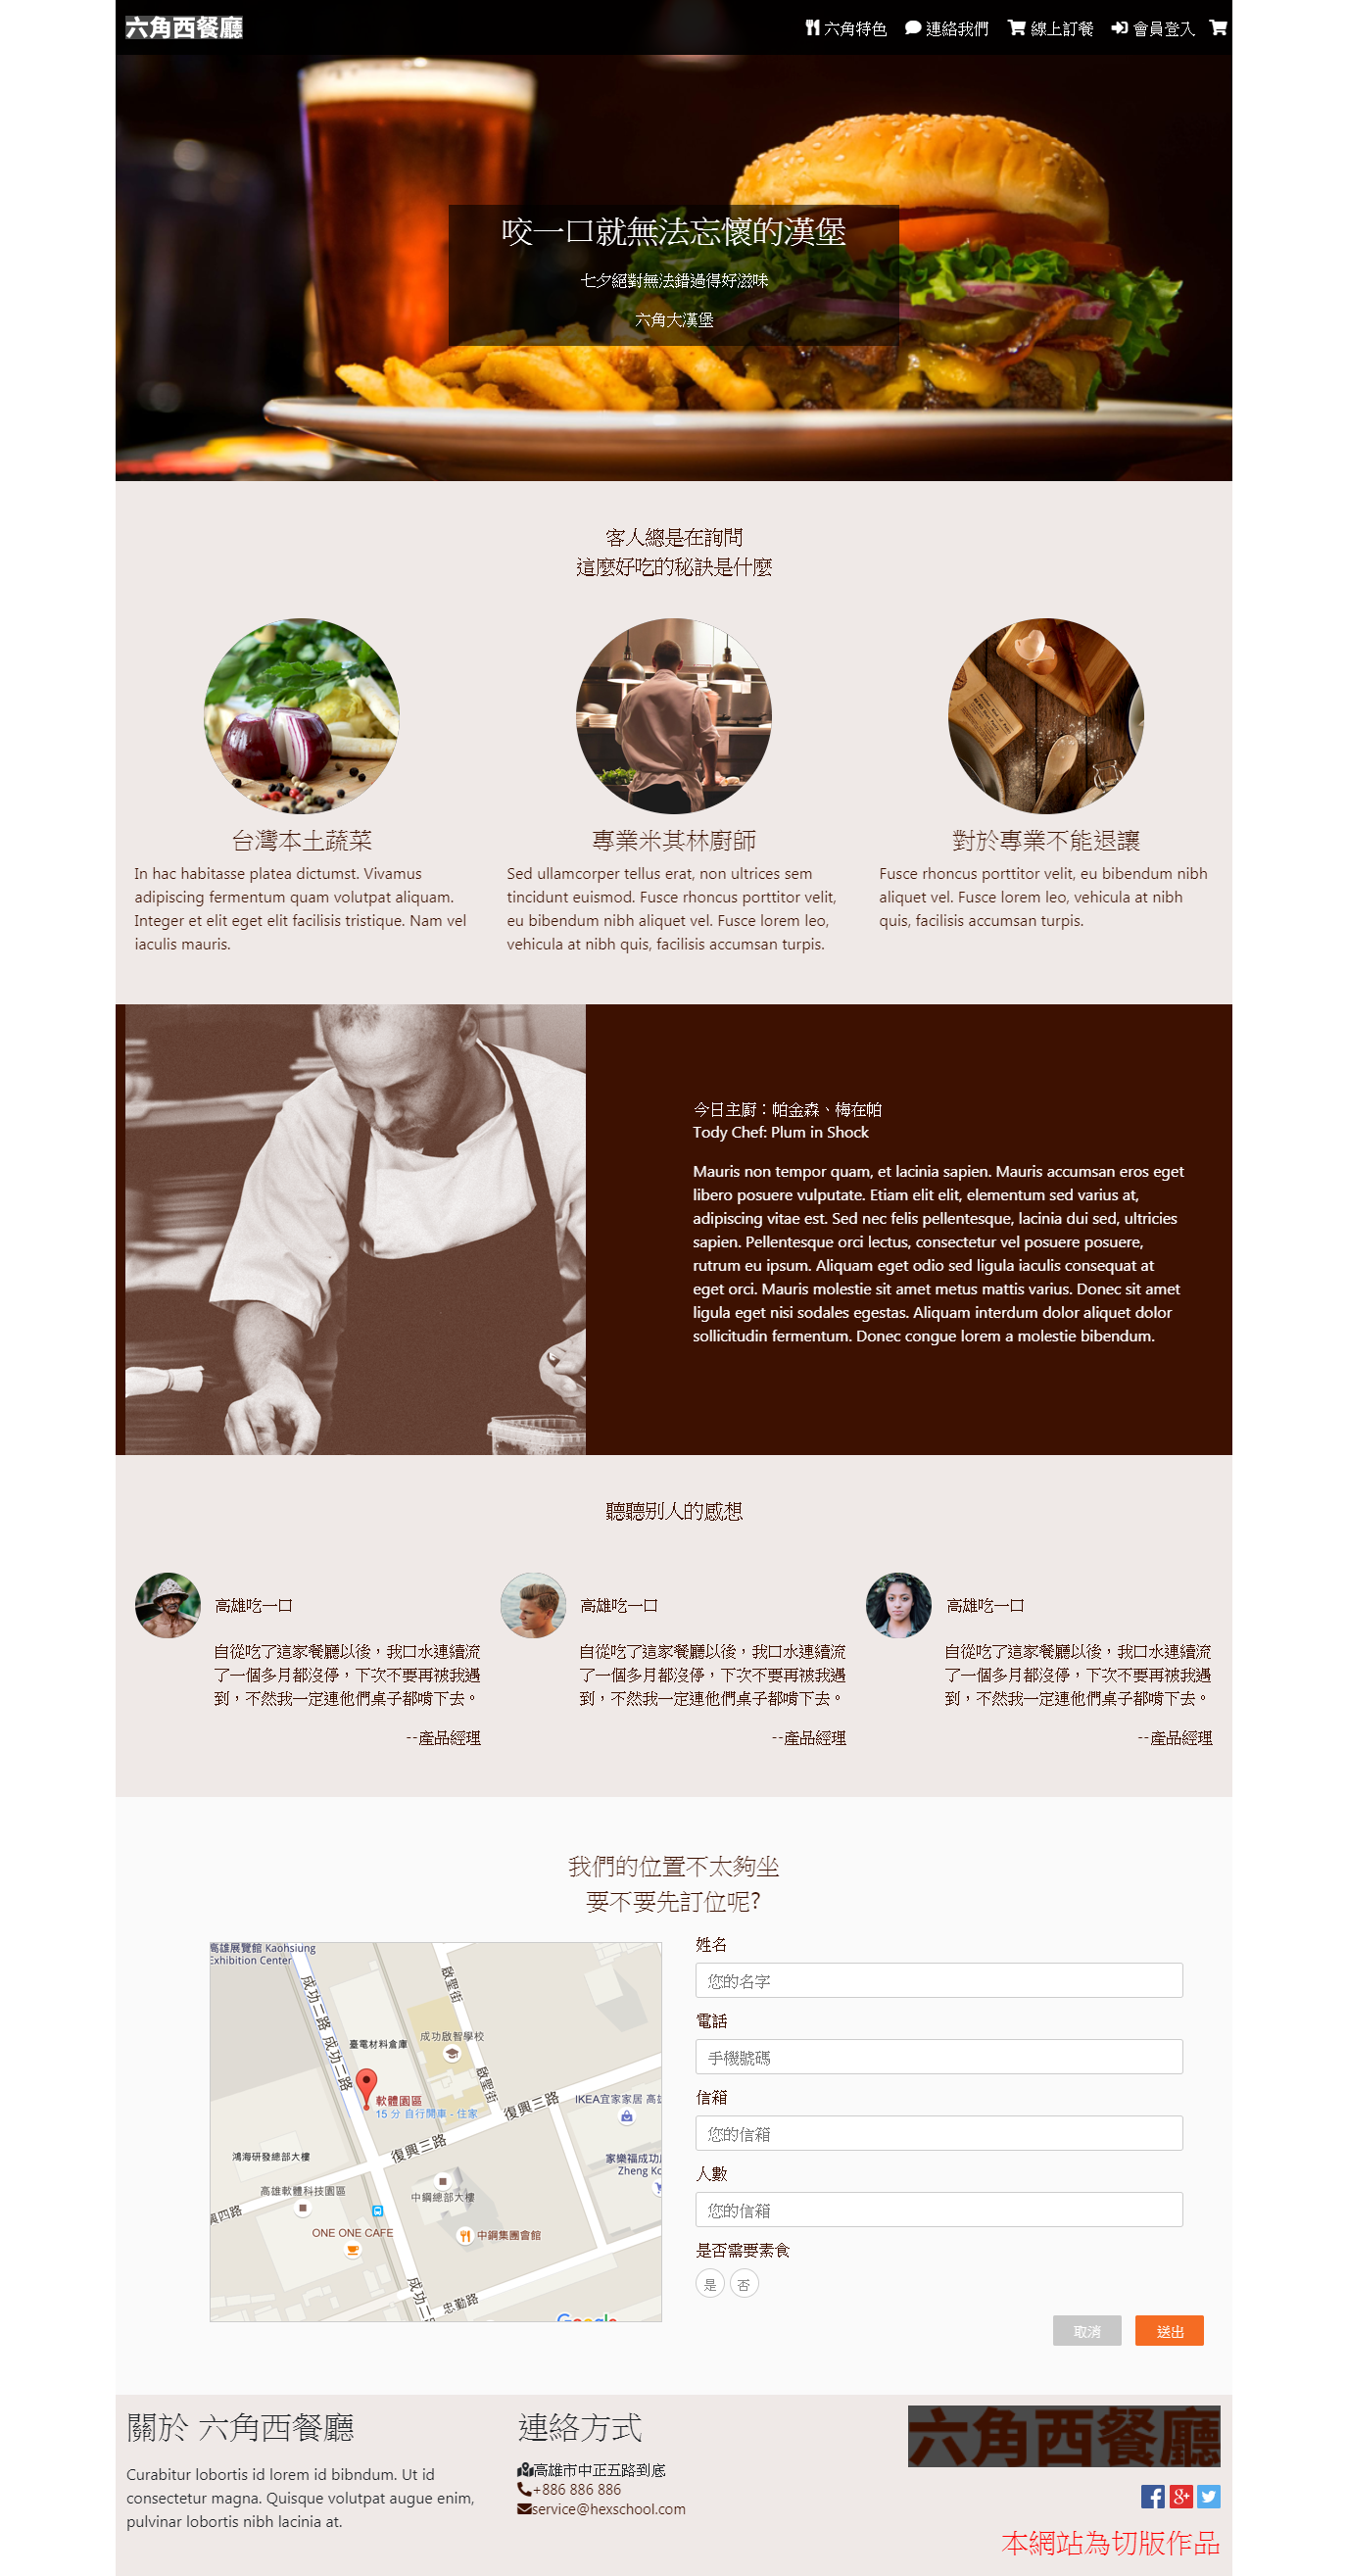 六角西餐廳
六角特色 連絡我們 線上訂餐 會員登入
咬一口就無法忘懷的漢堡
七夕絕對無法錯過得好滋味
六角大漢堡
客人總是在詢問
這麼好吃的秘訣是什麼
台灣本土蔬菜
In hac habitasse platea dictumst. Vivamus
adipiscing fermentum quam volutpat aliquam.
Integer et elit eget elit facilisis tristique. Nam vel
iaculis mauris.
專業米其林廚師
Sed ullamcorper tellus erat, non ultrices sem
tincidunt euismod. Fusce rhoncus porttitor velit,
eu bibendum nibh aliquet vel. Fusce lorem leo,
vehicula at nibh quis, facilisis accumsan turpis.
對於專業不能退讓
Fusce rhoncus porttitor velit, eu bibendum nibh
aliquet vel. Fusce lorem leo, vehicula at nibh
quis, facilisis accumsan turpis.
今日主廚：帕金森、梅在帕
Tody Chef: Plum in Shock
Mauris non tempor quam, et lacinia sapien. Mauris accumsan eros eget
libero posuere vulputate. Etiam elit elit, elementum sed varius at,
adipiscing vitae est. Sed nec felis pellentesque, lacinia dui sed, ultricies
sapien. Pellentesque orci lectus, consectetur vel posuere posuere,
rutrum eu ipsum. Aliquam eget odio sed ligula iaculis consequat at
eget orci. Mauris molestie sit amet metus mattis varius. Donec sit amet
ligula eget nisi sodales egestas. Aliquam interdum dolor aliquet dolor
sollicitudin fermentum. Donec congue lorem a molestie bibendum.
聽聽別人的感想
高雄吃一口
自從吃了這家餐廳以後，我口水連續流
了一個多月都沒停，下次不要再被我遇
到，不然我一定連他們桌子都啃下去。
--產品經理
高雄吃一口
自從吃了這家餐廳以後，我口水連續流
了一個多月都沒停，下次不要再被我遇
到，不然我一定連他們桌子都啃下去。
--產品經理
高雄吃一口
自從吃了這家餐廳以後，我口水連續流
了一個多月都沒停，下次不要再被我遇
到，不然我一定連他們桌子都啃下去。
--產品經理
我們的位置不太夠坐
要不要先訂位呢?
高雄展覽館 Kaohsiung
Exhibition Center
成功二路
成功二路
啟聖街
臺電材料倉庫
成功啟智學校
軟體園區
15 分 自行開車 - 住家
啟聖街
復興三路
IKEA宜家家居 高雄
復興三路
鴻海研發總部大樓
家樂福成功店
Zheng Ko
高雄軟體科技園區
中鋼總部大樓
四路
ONE ONE CAFE
中鋼集團會館
成功二路
忠勤路
Google
姓名
您的名字
電話
手機號碼
信箱
您的信箱
人數
您的信箱
是否需要素食
是 否
取消 送出
關於 六角西餐廳
Curabitur lobortis id lorem id bibndum. Ut id
consectetur magna. Quisque volutpat augue enim,
pulvinar lobortis nibh lacinia at.
連絡方式
高雄市中正五路到底
+886 886 886
service@hexschool.com
六角西餐廳
本網站為切版作品